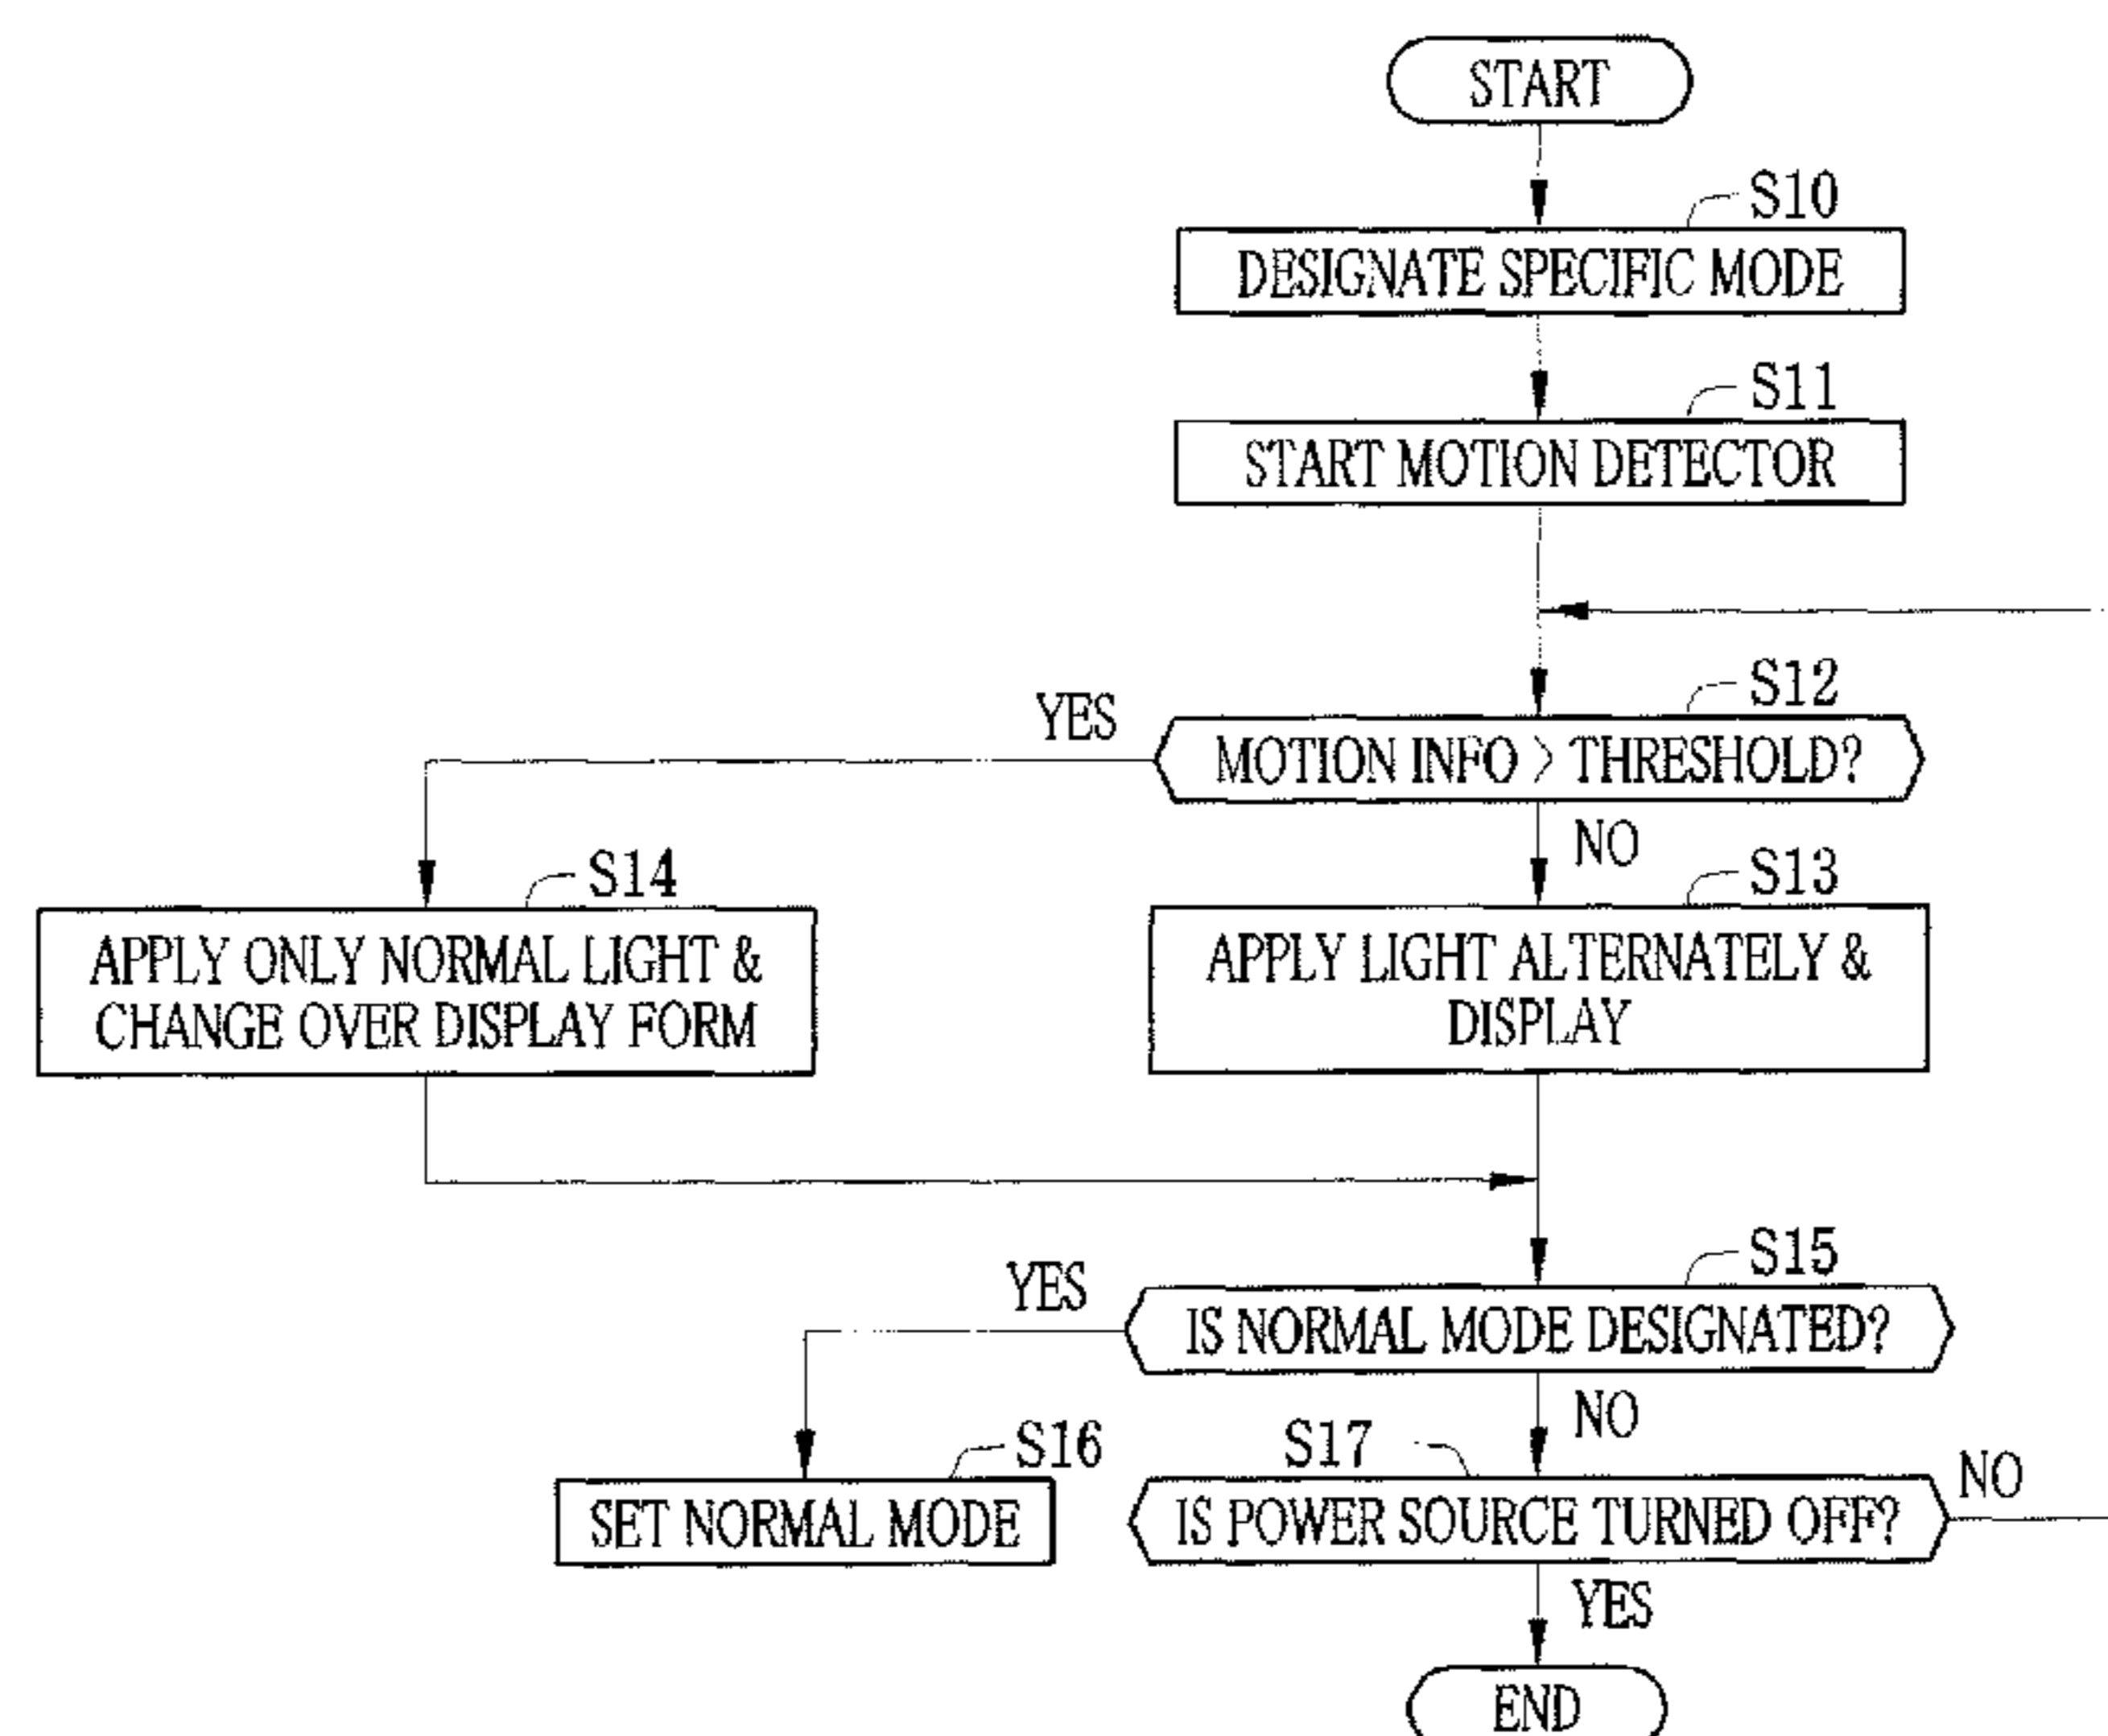 START
S10
DESIGNATE SPECIFIC MODE
S11
START MOTION DETECTOR
S12
YES
MOTION INFO > THRESHOLD?
NO
S14
S13
APPLY ONLY NORMAL LIGHT &
CHANGE OVER DISPLAY FORM
APPLY LIGHT ALTERNATELY &
DISPLAY
S15
YES
IS NORMAL MODE DESIGNATED?
NO
S16
S17
SET NORMAL MODE
IS POWER SOURCE TURNED OFF?
NO
YES
END